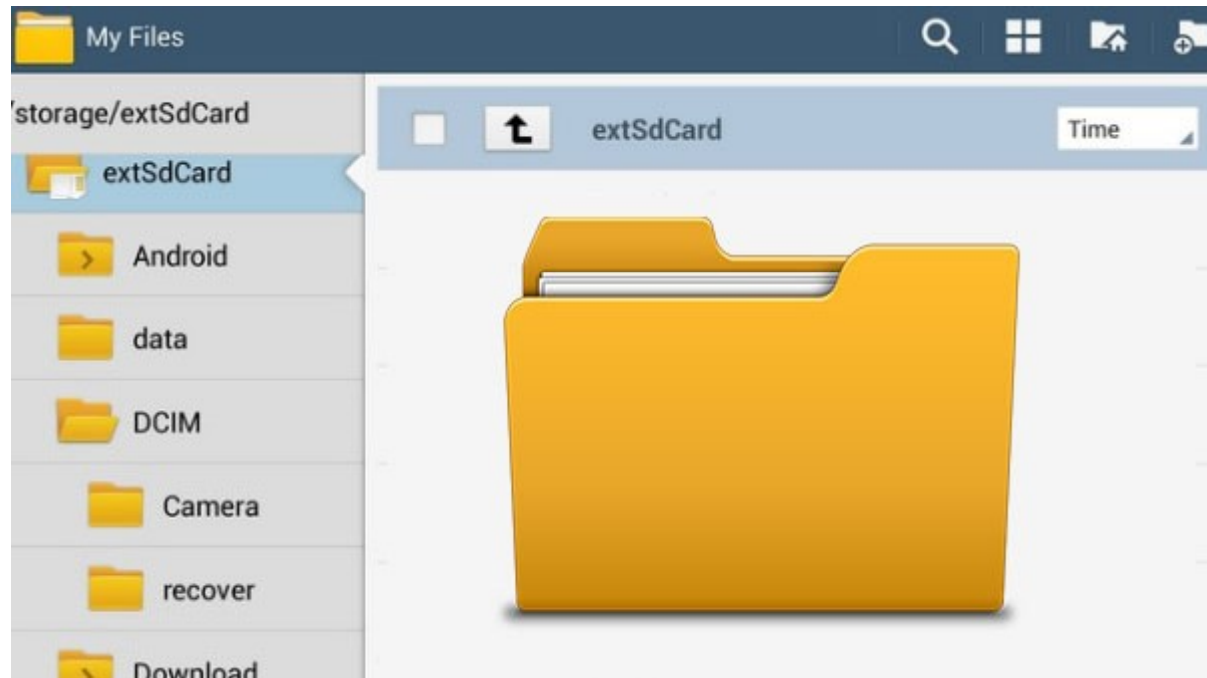 My Files
/storage/extSdCard
extSdCard
Android
data
DCIM
Camera
recover
Download
extSdCard
Time